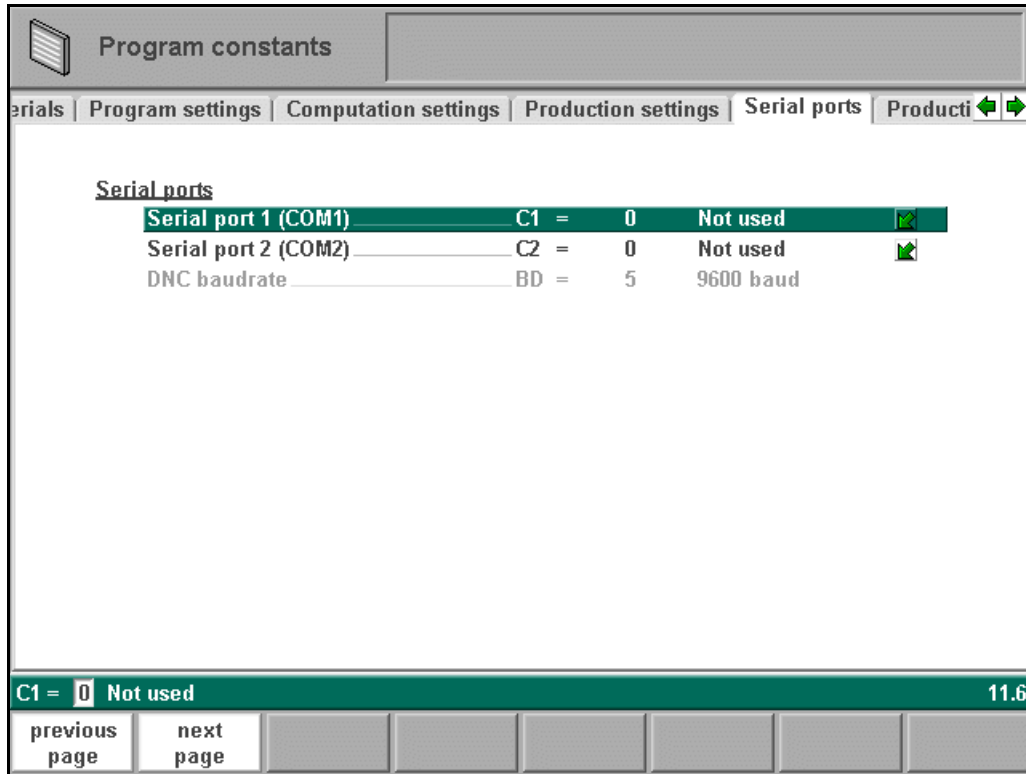 Program constants
erials | Program settings | Computation settings | Production settings | Serial ports | Producti
Serial ports
Serial port 1 (COM1) C1 = 0 Not used
Serial port 2 (COM2) C2 = 0 Not used
DNC baudrate BD = 5 9600 baud
C1 = 0 Not used 11.6
previous page
next page